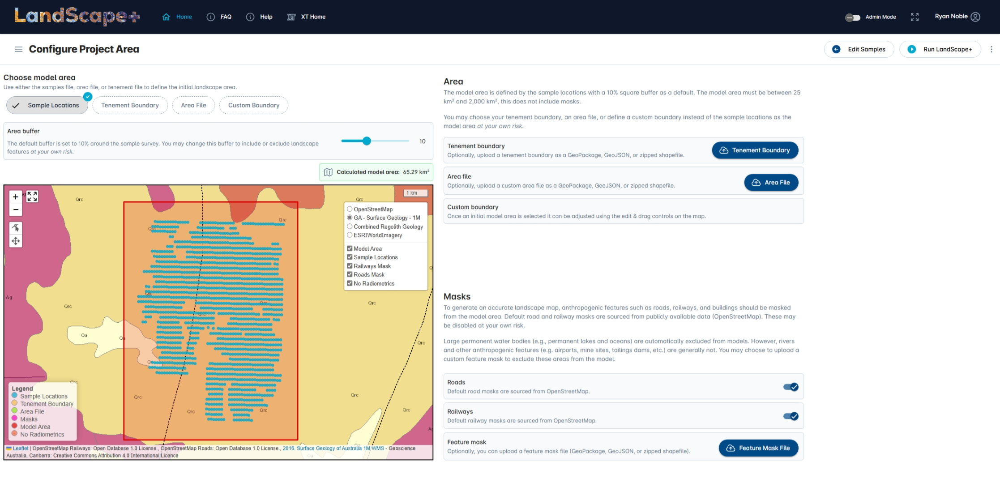 LandScape+
Home
FAQ
Help
XT Home
Admin Mode
Ryan Noble
Configure Project Area
Edit Samples
Run LandScape+
Choose model area
Use either the samples file, area file, or tenement file to define the initial landscape area.
Sample Locations
Tenement Boundary
Area File
Custom Boundary
Area buffer
The default buffer is set to 10% around the sample survey. You may change this buffer to include or exclude landscape
features at your own risk.
10
Calculated model area: 65.29 km²
+
−
1 km
OpenStreetMap
GA - Surface Geology - 1M
Combined Regolith Geology
ESRIWorldImagery
Model Area
Sample Locations
Railways Mask
Roads Mask
No Radiometrics
Qrc
Qrc
Qrc
Ag
Qrc
Qrc
Qa
Qrc
Qrc
Qrc
Qrc
Qrc
Qrc
Qrc
Legend
Sample Locations
Tenement Boundary
Area File
Masks
Model Area
No Radiometrics
Leaflet | OpenStreetMap Railways: Open Database 1.0 License., OpenStreetMap Roads: Open Database 1.0 License., 2016. Surface Geology of Australia 1M WMS - Geoscience
Australia, Canberra: Creative Commons Attribution 4.0 International Licence
Area
The model area is defined by the sample locations with a 10% square buffer as a default. The model area must be between 25
km² and 2,000 km², this does not include masks.
You may choose your tenement boundary, an area file, or define a custom boundary instead of the sample locations as the
model area at your own risk.
Tenement boundary
Optionally, upload a tenement boundary as a GeoPackage, GeoJSON, or zipped shapefile.
Tenement Boundary
Area file
Optionally, upload a custom area file as a GeoPackage, GeoJSON, or zipped shapefile.
Area File
Custom boundary
Once an initial model area is selected it can be adjusted using the edit & drag controls on the map.
Masks
To generate an accurate landscape map, anthropogenic features such as roads, railways, and buildings should be masked
from the model area. Default road and railway masks are sourced from publicly available data (OpenStreetMap). These may
be disabled at your own risk.
Large permanent water bodies (e.g., permanent lakes and oceans) are automatically excluded from models. However, rivers
and other anthropogenic features (e.g. airports, mine sites, tailings dams, etc.) are generally not. You may choose to upload a
custom feature mask to exclude these areas from the model.
Roads
Default road masks are sourced from OpenStreetMap.
Railways
Default railway masks are sourced from OpenStreetMap.
Feature mask
Optionally, you can upload a feature mask file (GeoPackage, GeoJSON, or zipped shapefile).
Feature Mask File